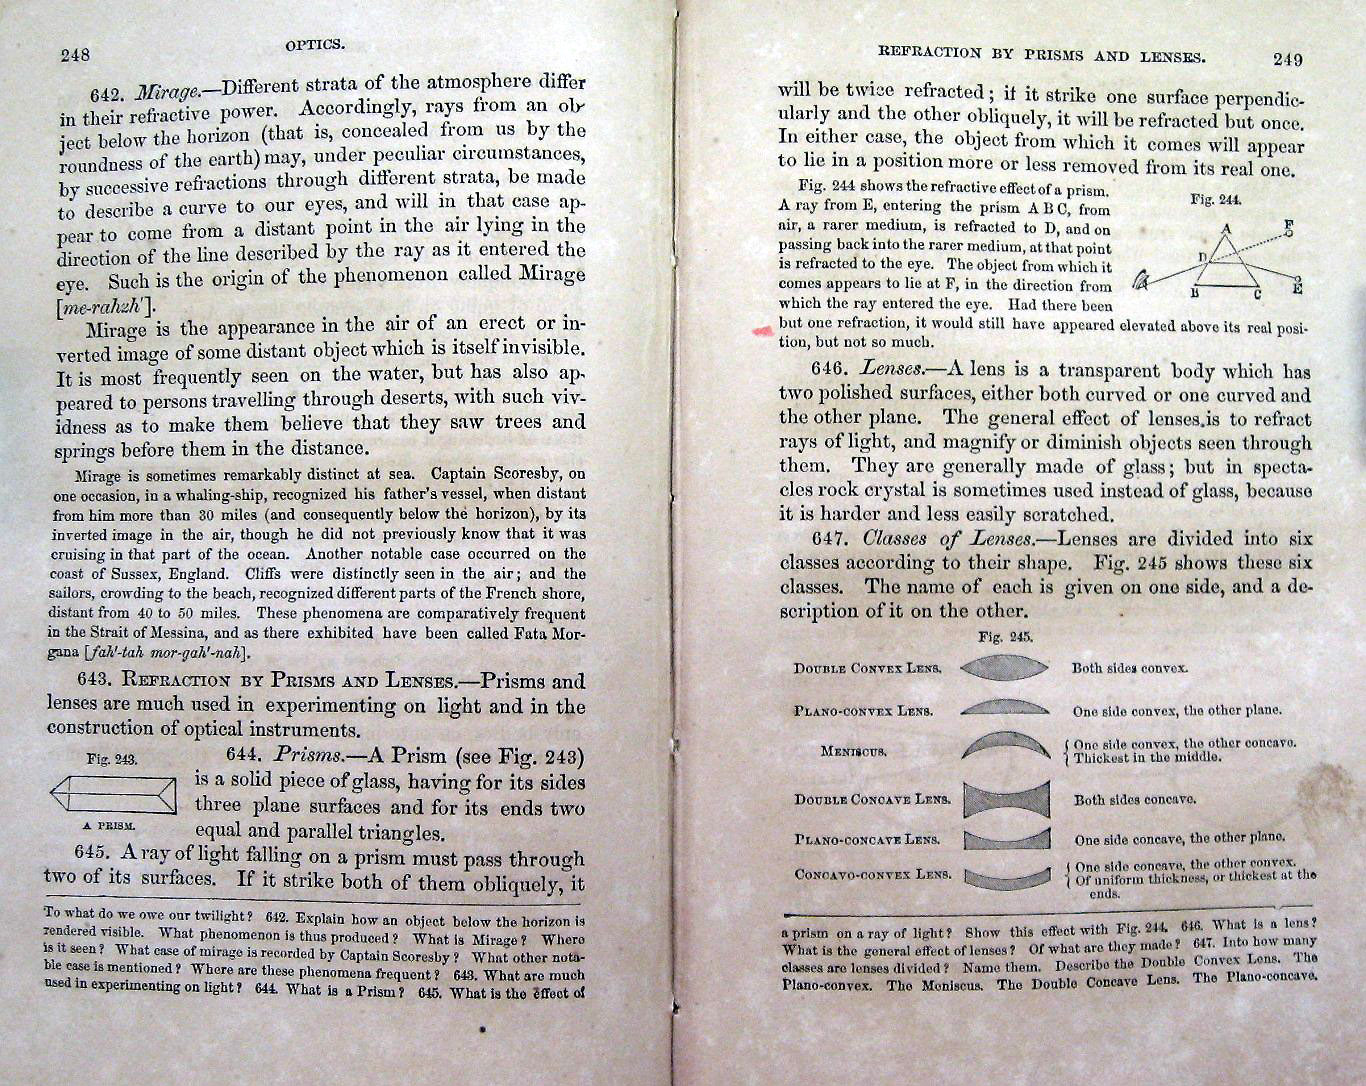 248
OPTICS.
642. Mirage.—Different strata of the atmosphere differ
in their refractive power. Accordingly, rays from an ob-
ject below the horizon (that is, concealed from us by the
roundness of the earth) may, under peculiar circumstances,
by successive refractions through different strata, be made
to describe a curve to our eyes, and will in that case ap-
pear to come from a distant point in the air lying in the
direction of the line described by the ray as it entered the
eye. Such is the origin of the phenomenon called Mirage
[me-rahzh'].
Mirage is the appearance in the air of an erect or in-
verted image of some distant object which is itself invisible.
It is most frequently seen on the water, but has also ap-
peared to persons travelling through deserts, with such viv-
idness as to make them believe that they saw trees and
springs before them in the distance.
Mirage is sometimes remarkably distinct at sea. Captain Scoresby, on
one occasion, in a whaling-ship, recognized his father's vessel, when distant
from him more than 30 miles (and consequently below the horizon), by its
inverted image in the air, though he did not previously know that it was
cruising in that part of the ocean. Another notable case occurred on the
coast of Sussex, England. Cliffs were distinctly seen in the air; and the
sailors, crowding to the beach, recognized different parts of the French shore,
distant from 40 to 50 miles. These phenomena are comparatively frequent
in the Strait of Messina, and as there exhibited have been called Fata Mor-
gana [fah'-tah mor-gah'-nah].
643. REFRACTION BY PRISMS AND LENSES.—Prisms and
lenses are much used in experimenting on light and in the
construction of optical instruments.
Fig. 243.
A PRISM.
644. Prisms.—A Prism (see Fig. 243)
is a solid piece of glass, having for its sides
three plane surfaces and for its ends two
equal and parallel triangles.
645. A ray of light falling on a prism must pass through
two of its surfaces. If it strike both of them obliquely, it
To what do we owe our twilight? 642. Explain how an object below the horizon is
rendered visible. What phenomenon is thus produced? What is Mirage? Where
is it seen? What case of mirage is recorded by Captain Scoresby? What other nota-
ble case is mentioned? Where are these phenomena frequent? 643. What are much
used in experimenting on light? 644. What is a Prism? 645. What is the effect of
REFRACTION BY PRISMS AND LENSES.
249
will be twice refracted; if it strike one surface perpendic-
ularly and the other obliquely, it will be refracted but once.
In either case, the object from which it comes will appear
to lie in a position more or less removed from its real one.
Fig. 244 shows the refractive effect of a prism.
A ray from E, entering the prism A B C, from
air, a rarer medium, is refracted to D, and on
passing back into the rarer medium, at that point
is refracted to the eye. The object from which it
comes appears to lie at F, in the direction from
which the ray entered the eye. Had there been
but one refraction, it would still have appeared elevated above its real posi-
tion, but not so much.
Fig. 244.
A
F
D
B
C
E
646. Lenses.—A lens is a transparent body which has
two polished surfaces, either both curved or one curved and
the other plane. The general effect of lenses is to refract
rays of light, and magnify or diminish objects seen through
them. They are generally made of glass; but in specta-
cles rock crystal is sometimes used instead of glass, because
it is harder and less easily scratched.
647. Classes of Lenses.—Lenses are divided into six
classes according to their shape. Fig. 245 shows these six
classes. The name of each is given on one side, and a de-
scription of it on the other.
Fig. 245.
DOUBLE CONVEX LENS. Both sides convex.
PLANO-CONVEX LENS. One side convex, the other plane.
MENISCUS. { One side convex, the other concave.
Thickest in the middle.
DOUBLE CONCAVE LENS. Both sides concave.
PLANO-CONCAVE LENS. One side concave, the other plane.
CONCAVO-CONVEX LENS. { One side concave, the other convex.
Of uniform thickness, or thickest at the
ends.
a prism on a ray of light? Show this effect with Fig. 244. 646. What is a lens?
What is the general effect of lenses? Of what are they made? 647. Into how many
classes are lenses divided? Name them. Describe the Double Convex Lens. The
Plano-convex. The Meniscus. The Double Concave Lens. The Plano-concave.